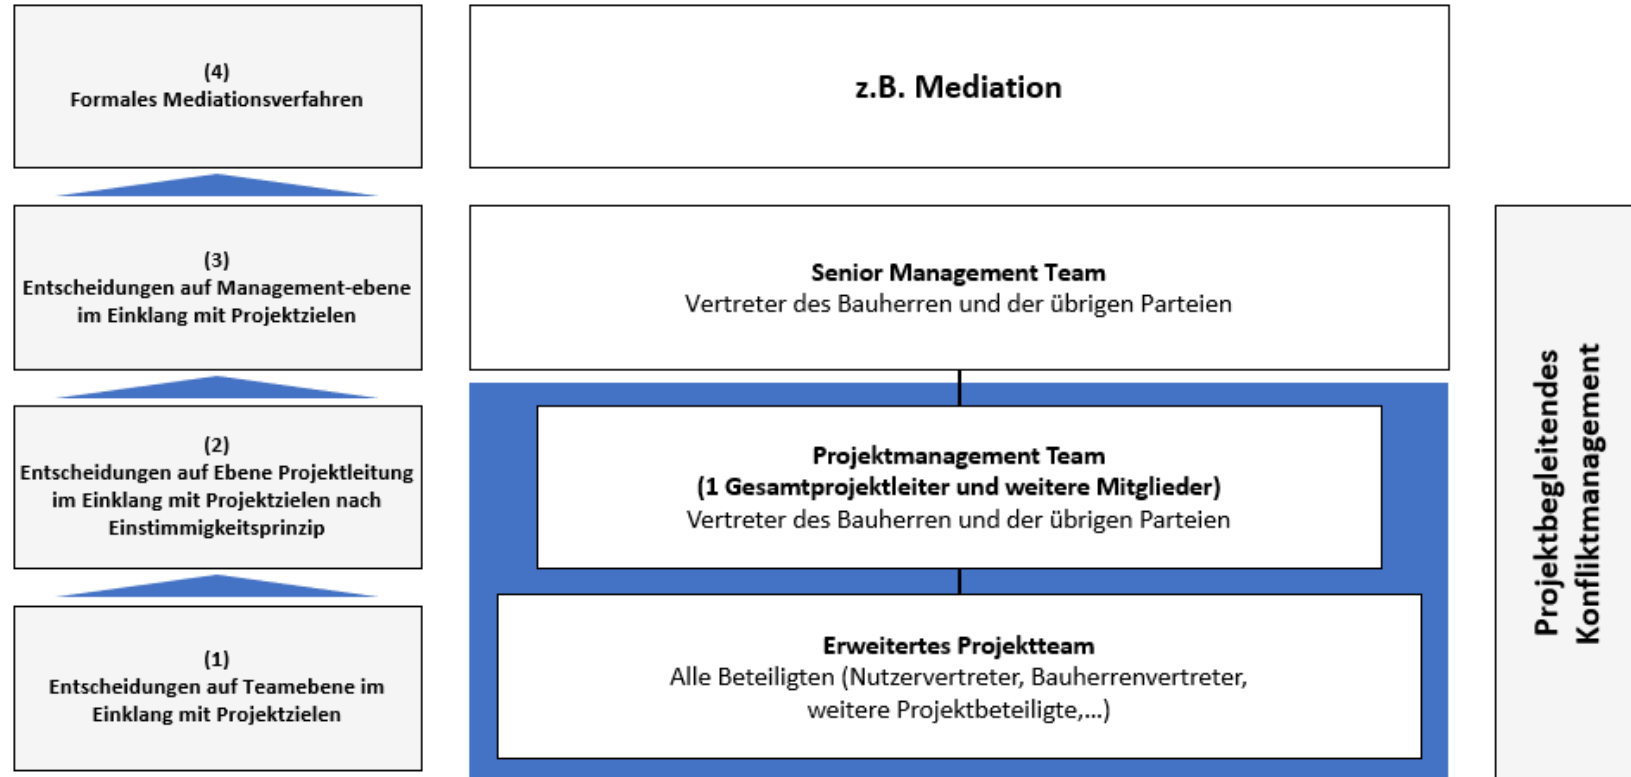 (4)
Formales Mediationsverfahren
z.B. Mediation
(3)
Entscheidungen auf Management-ebene
im Einklang mit Projektzielen
Senior Management Team
Vertreter des Bauherren und der übrigen Parteien
(2)
Entscheidungen auf Ebene Projektleitung
im Einklang mit Projektzielen nach
Einstimmigkeitsprinzip
Projektmanagement Team
(1 Gesamtprojektleiter und weitere Mitglieder)
Vertreter des Bauherren und der übrigen Parteien
(1)
Entscheidungen auf Teamebene im
Einklang mit Projektzielen
Erweitertes Projektteam
Alle Beteiligten (Nutzervertreter, Bauherrenvertreter,
weitere Projektbeteiligte,...)
Projektbegleitendes
Konfliktmanagement